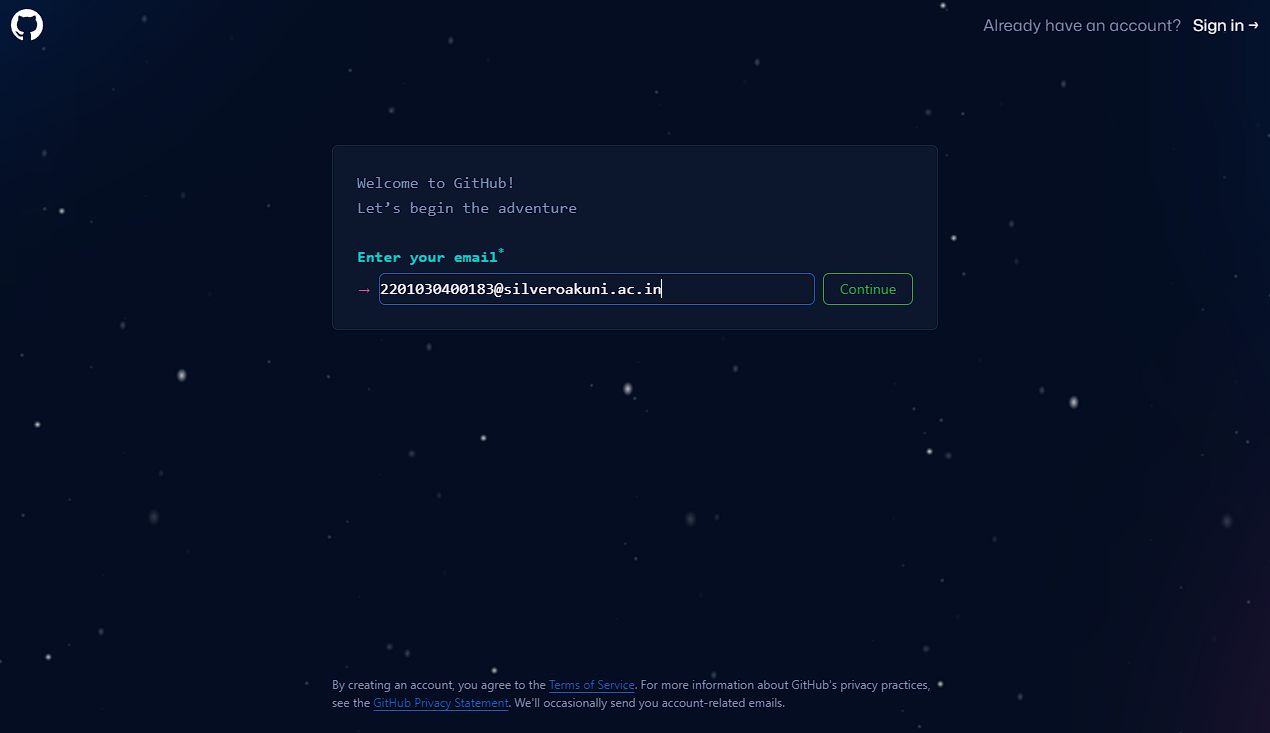 Already have an account? Sign in →
Welcome to GitHub!
Let’s begin the adventure
Enter your email*
→ 2201030400183@silveroakuni.ac.in Continue
By creating an account, you agree to the Terms of Service. For more information about GitHub's privacy practices,
see the GitHub Privacy Statement. We'll occasionally send you account-related emails.